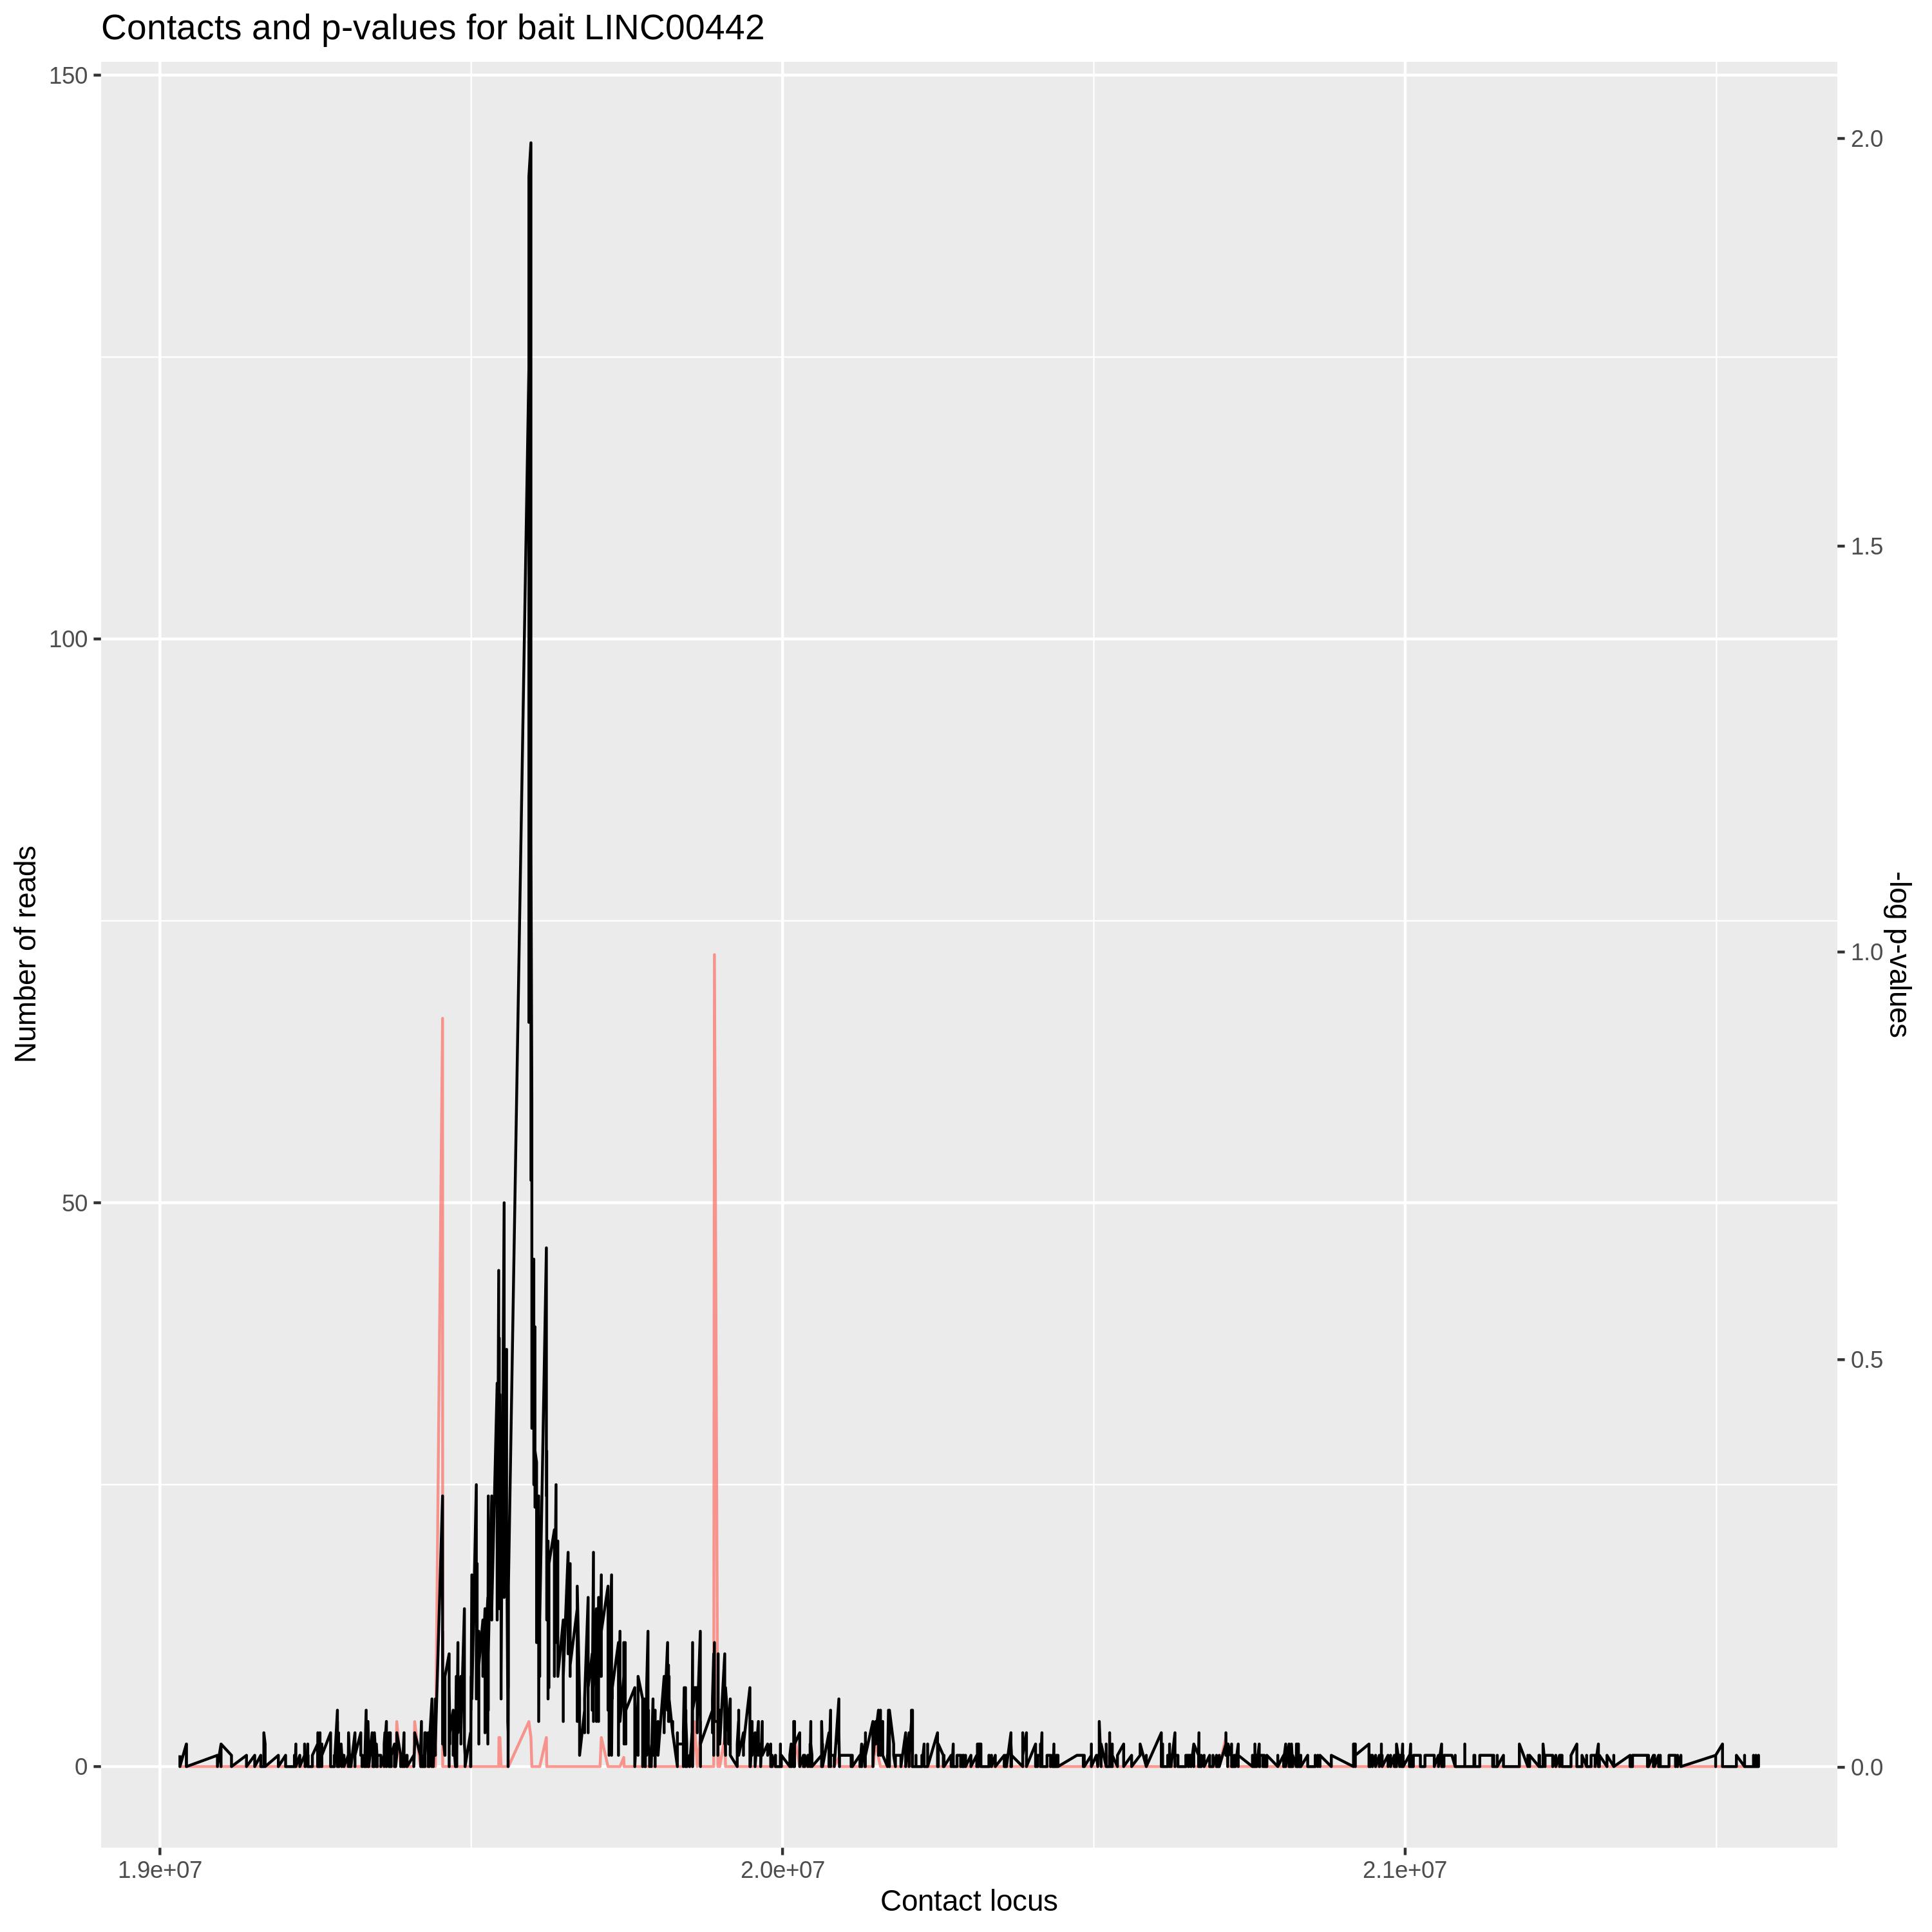 Contacts and p-values for bait LINC00442
150
100
50
0
Number of reads
2.0
1.5
1.0
0.5
0.0
-log p-values
1.9e+07
2.0e+07
2.1e+07
Contact locus